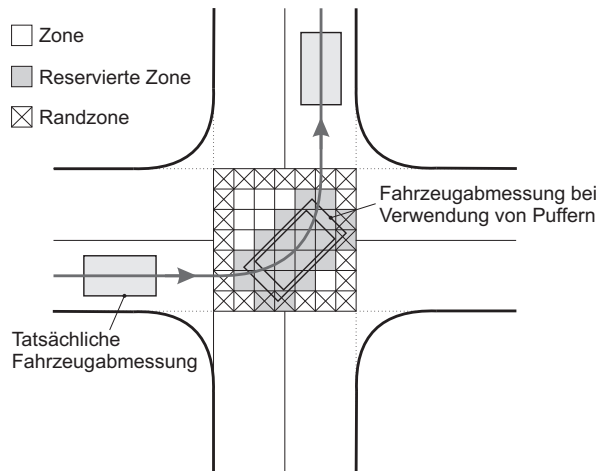 Zone
Reservierte Zone
Randzone
Fahrzeugabmessung bei
Verwendung von Puffern
Tatsächliche
Fahrzeugabmessung